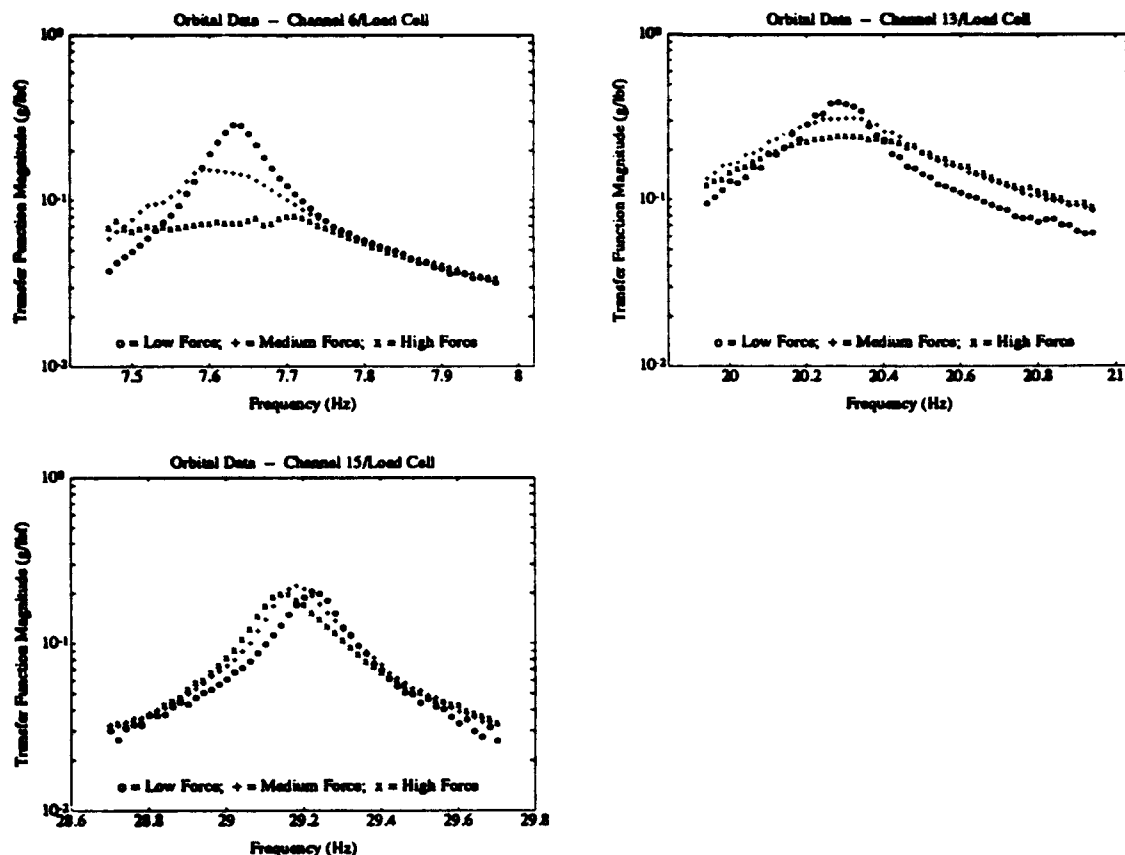 Orbital Data – Channel 6/Load Cell
Transfer Function Magnitude (g/lbf)
10⁰
10⁻¹
10⁻²
o = Low Force; + = Medium Force; x = High Force
7.5 7.6 7.7 7.8 7.9 8
Frequency (Hz)
Orbital Data – Channel 13/Load Cell
Transfer Function Magnitude (g/lbf)
10⁰
10⁻¹
10⁻²
o = Low Force; + = Medium Force; x = High Force
20 20.2 20.4 20.6 20.8 21
Frequency (Hz)
Orbital Data – Channel 15/Load Cell
Transfer Function Magnitude (g/lbf)
10⁰
10⁻¹
10⁻²
o = Low Force; + = Medium Force; x = High Force
28.6 28.8 29 29.2 29.4 29.6 29.8
Frequency (Hz)